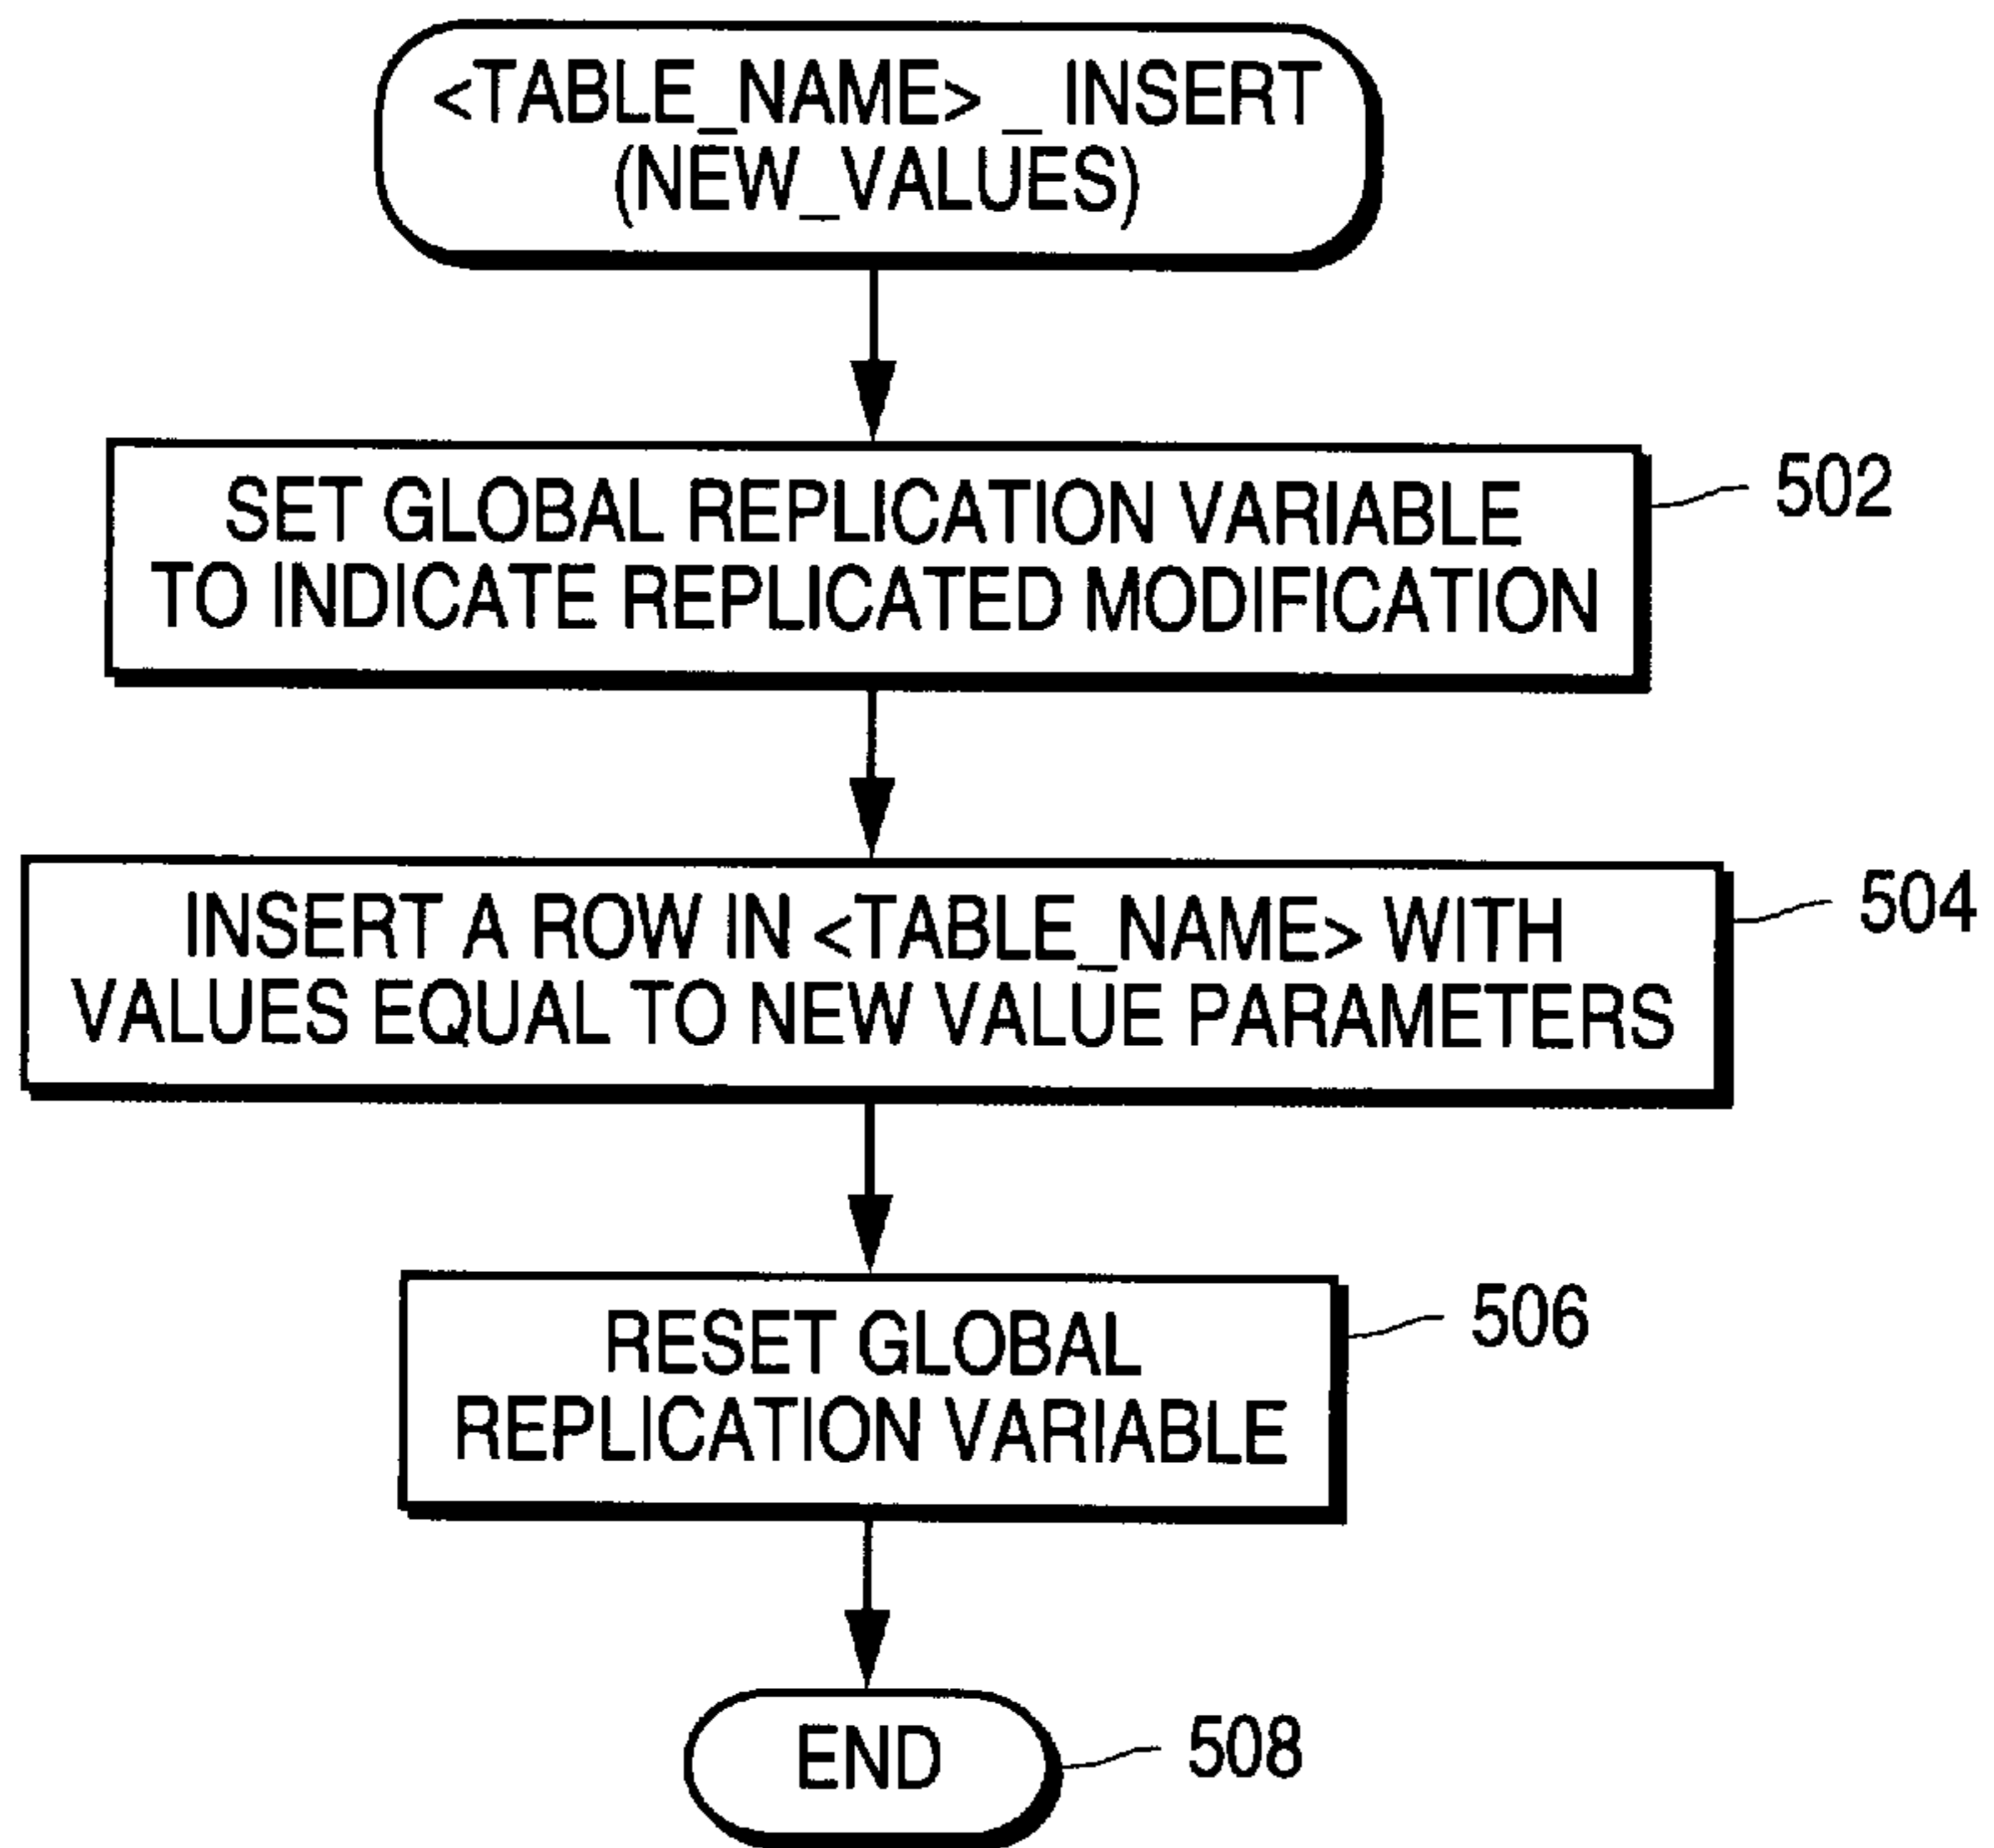 <TABLE_NAME>_ INSERT
(NEW_VALUES)
SET GLOBAL REPLICATION VARIABLE
TO INDICATE REPLICATED MODIFICATION
502
INSERT A ROW IN <TABLE_NAME> WITH
VALUES EQUAL TO NEW VALUE PARAMETERS
504
RESET GLOBAL
REPLICATION VARIABLE
506
END
508